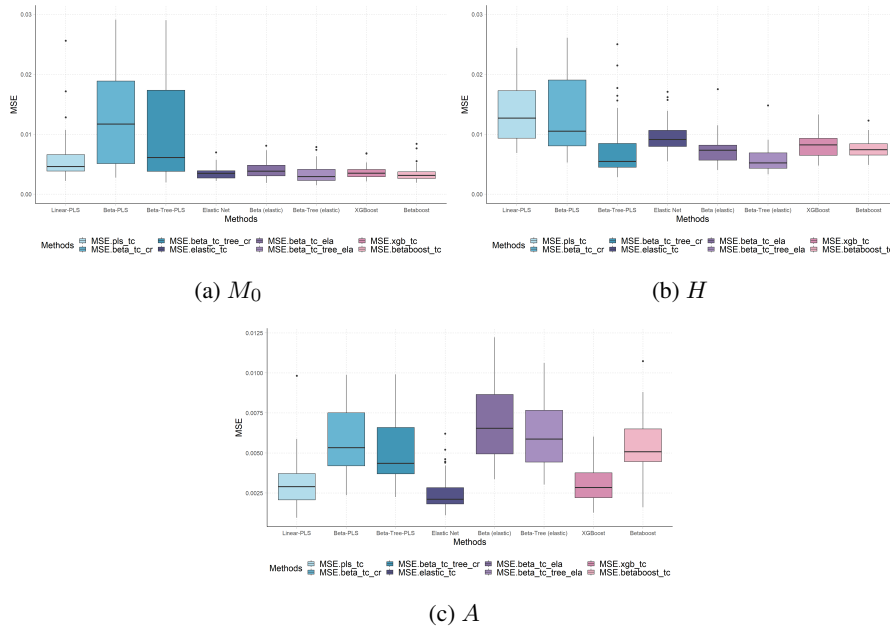 0.03
0.02
MSE
0.01
0.00
Linear-PLS Beta-PLS Beta-Tree-PLS Elastic Net Beta (elastic) Beta-Tree (elastic) XGBoost Betaboost
Methods
Methods MSE.pls_tc MSE.beta_tc_tree_cr MSE.beta_tc_ela MSE.xgb_tc
MSE.beta_tc_cr MSE.elastic_tc MSE.beta_tc_tree_ela MSE.betaboost_tc
(a) M0
0.03
0.02
MSE
0.01
0.00
Linear-PLS Beta-PLS Beta-Tree-PLS Elastic Net Beta (elastic) Beta-Tree (elastic) XGBoost Betaboost
Methods
Methods MSE.pls_tc MSE.beta_tc_tree_cr MSE.beta_tc_ela MSE.xgb_tc
MSE.beta_tc_cr MSE.elastic_tc MSE.beta_tc_tree_ela MSE.betaboost_tc
(b) H
0.0125
0.0100
0.0075
MSE
0.0050
0.0025
Linear-PLS Beta-PLS Beta-Tree-PLS Elastic Net Beta (elastic) Beta-Tree (elastic) XGBoost Betaboost
Methods
Methods MSE.pls_tc MSE.beta_tc_tree_cr MSE.beta_tc_ela MSE.xgb_tc
MSE.beta_tc_cr MSE.elastic_tc MSE.beta_tc_tree_ela MSE.betaboost_tc
(c) A